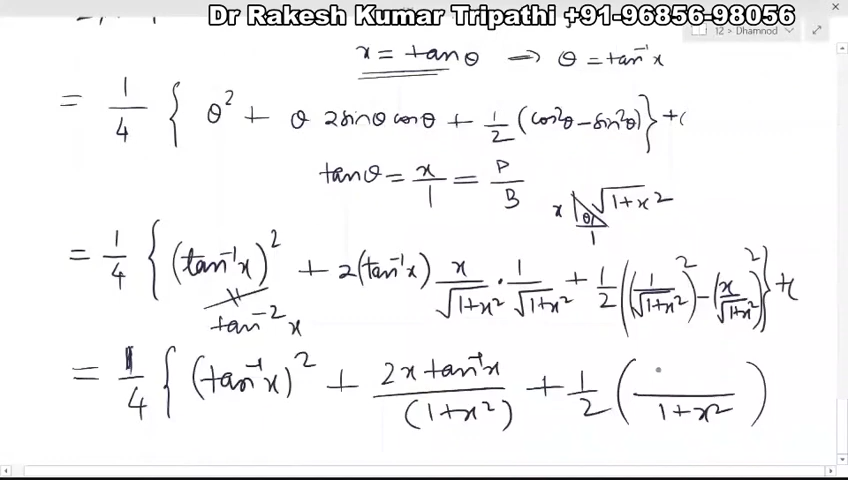 Dr Rakesh Kumar Tripathi +91-96856-98056
12 > Dhamnod
x = tanθ → θ = tan⁻¹x
= 1/4 { θ² + θ 2sinθ cosθ + 1/2 (cos²θ – sin²θ) } + c
tanθ = x/1 = P/B
x θ √1+x² 1
= 1/4 { (tan⁻¹x)² + 2(tan⁻¹x) x/√1+x² · 1/√1+x² + 1/2 ((1/√1+x²)² – (x/√1+x²)²) } + c
tan⁻²x
= 1/4 { (tan⁻¹x)² + 2x tan⁻¹x/(1+x²) + 1/2 ( /1+x² )